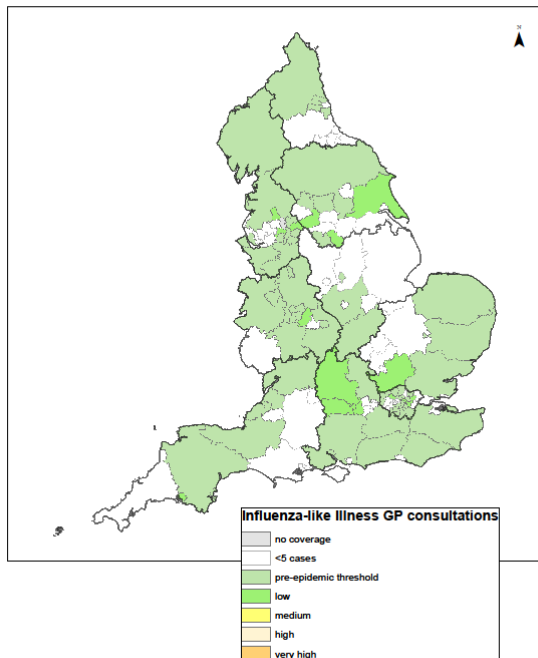 N
Influenza-like Illness GP consultations
no coverage
<5 cases
pre-epidemic threshold
low
medium
high
very high